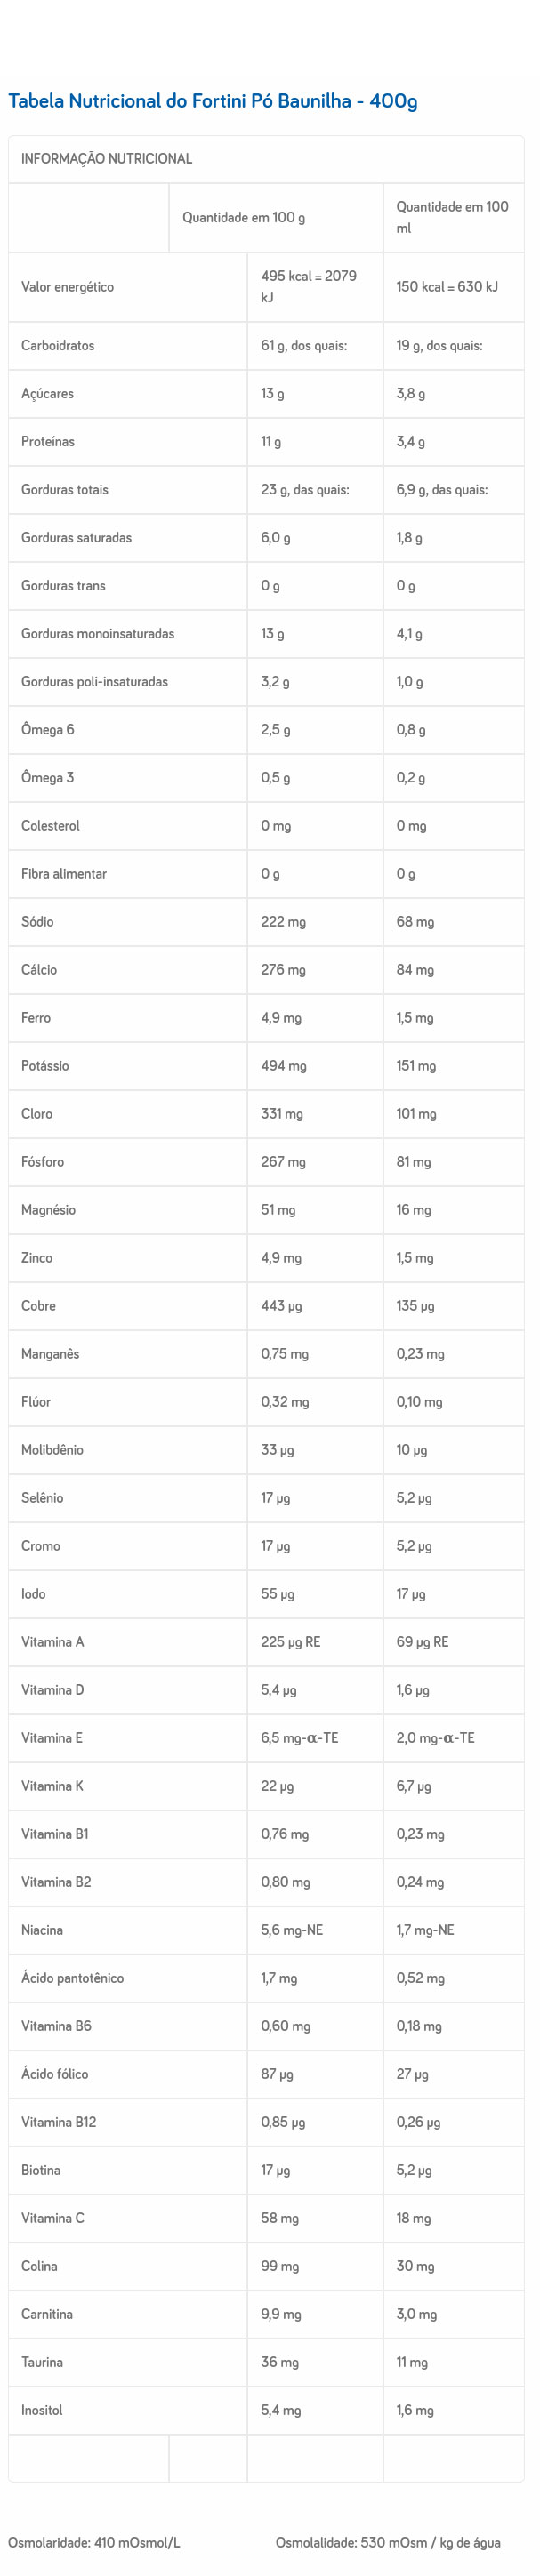 Tabela Nutricional do Fortini Pó Baunilha - 400g
INFORMAÇÃO NUTRICIONAL
Quantidade em 100 g
Quantidade em 100
ml
Valor energético
495 kcal = 2079
kJ
150 kcal = 630 kJ
Carboidratos 61 g, dos quais: 19 g, dos quais:
Açúcares 13 g 3,8 g
Proteínas 11 g 3,4 g
Gorduras totais 23 g, das quais: 6,9 g, das quais:
Gorduras saturadas 6,0 g 1,8 g
Gorduras trans 0 g 0 g
Gorduras monoinsaturadas 13 g 4,1 g
Gorduras poli-insaturadas 3,2 g 1,0 g
Ômega 6 2,5 g 0,8 g
Ômega 3 0,5 g 0,2 g
Colesterol 0 mg 0 mg
Fibra alimentar 0 g 0 g
Sódio 222 mg 68 mg
Cálcio 276 mg 84 mg
Ferro 4,9 mg 1,5 mg
Potássio 494 mg 151 mg
Cloro 331 mg 101 mg
Fósforo 267 mg 81 mg
Magnésio 51 mg 16 mg
Zinco 4,9 mg 1,5 mg
Cobre 443 µg 135 µg
Manganês 0,75 mg 0,23 mg
Flúor 0,32 mg 0,10 mg
Molibdênio 33 µg 10 µg
Selênio 17 µg 5,2 µg
Cromo 17 µg 5,2 µg
Iodo 55 µg 17 µg
Vitamina A 225 µg RE 69 µg RE
Vitamina D 5,4 µg 1,6 µg
Vitamina E 6,5 mg-α-TE 2,0 mg-α-TE
Vitamina K 22 µg 6,7 µg
Vitamina B1 0,76 mg 0,23 mg
Vitamina B2 0,80 mg 0,24 mg
Niacina 5,6 mg-NE 1,7 mg-NE
Ácido pantotênico 1,7 mg 0,52 mg
Vitamina B6 0,60 mg 0,18 mg
Ácido fólico 87 µg 27 µg
Vitamina B12 0,85 µg 0,26 µg
Biotina 17 µg 5,2 µg
Vitamina C 58 mg 18 mg
Colina 99 mg 30 mg
Carnitina 9,9 mg 3,0 mg
Taurina 36 mg 11 mg
Inositol 5,4 mg 1,6 mg
Osmolaridade: 410 mOsmol/L Osmolalidade: 530 mOsm / kg de água